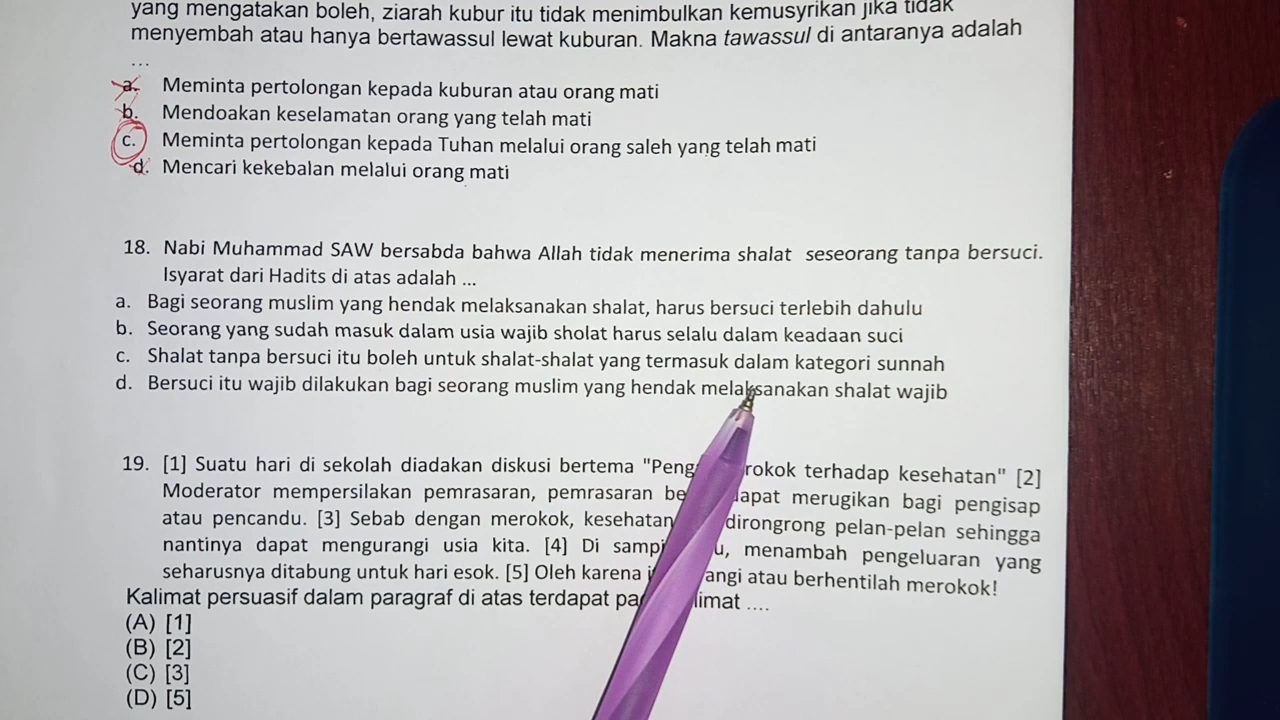 yang mengatakan boleh, ziarah kubur itu tidak menimbulkan kemusyrikan jika tidak
menyembah atau hanya bertawassul lewat kuburan. Makna tawassul di antaranya adalah
...
a. Meminta pertolongan kepada kuburan atau orang mati
b. Mendoakan keselamatan orang yang telah mati
c. Meminta pertolongan kepada Tuhan melalui orang saleh yang telah mati
d. Mencari kekebalan melalui orang mati
18. Nabi Muhammad SAW bersabda bahwa Allah tidak menerima shalat seseorang tanpa bersuci.
Isyarat dari Hadits di atas adalah ...
a. Bagi seorang muslim yang hendak melaksanakan shalat, harus bersuci terlebih dahulu
b. Seorang yang sudah masuk dalam usia wajib sholat harus selalu dalam keadaan suci
c. Shalat tanpa bersuci itu boleh untuk shalat-shalat yang termasuk dalam kategori sunnah
d. Bersuci itu wajib dilakukan bagi seorang muslim yang hendak melaksanakan shalat wajib
19. [1] Suatu hari di sekolah diadakan diskusi bertema "Peng rokok terhadap kesehatan" [2]
Moderator mempersilakan pemrasaran, pemrasaran be dapat merugikan bagi pengisap
atau pencandu. [3] Sebab dengan merokok, kesehatan dirongrong pelan-pelan sehingga
nantinya dapat mengurangi usia kita. [4] Di samp u, menambah pengeluaran yang
seharusnya ditabung untuk hari esok. [5] Oleh karena angi atau berhentilah merokok!
Kalimat persuasif dalam paragraf di atas terdapat pa limat ....
(A) [1]
(B) [2]
(C) [3]
(D) [5]